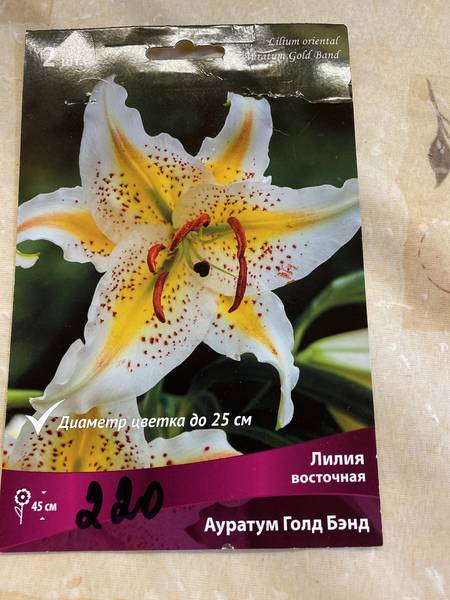 2 шт.
Lilium oriental
Auratum Gold Band
Диаметр цветка до 25 см
Лилия
восточная
45 см
220
Ауратум Голд Бэнд